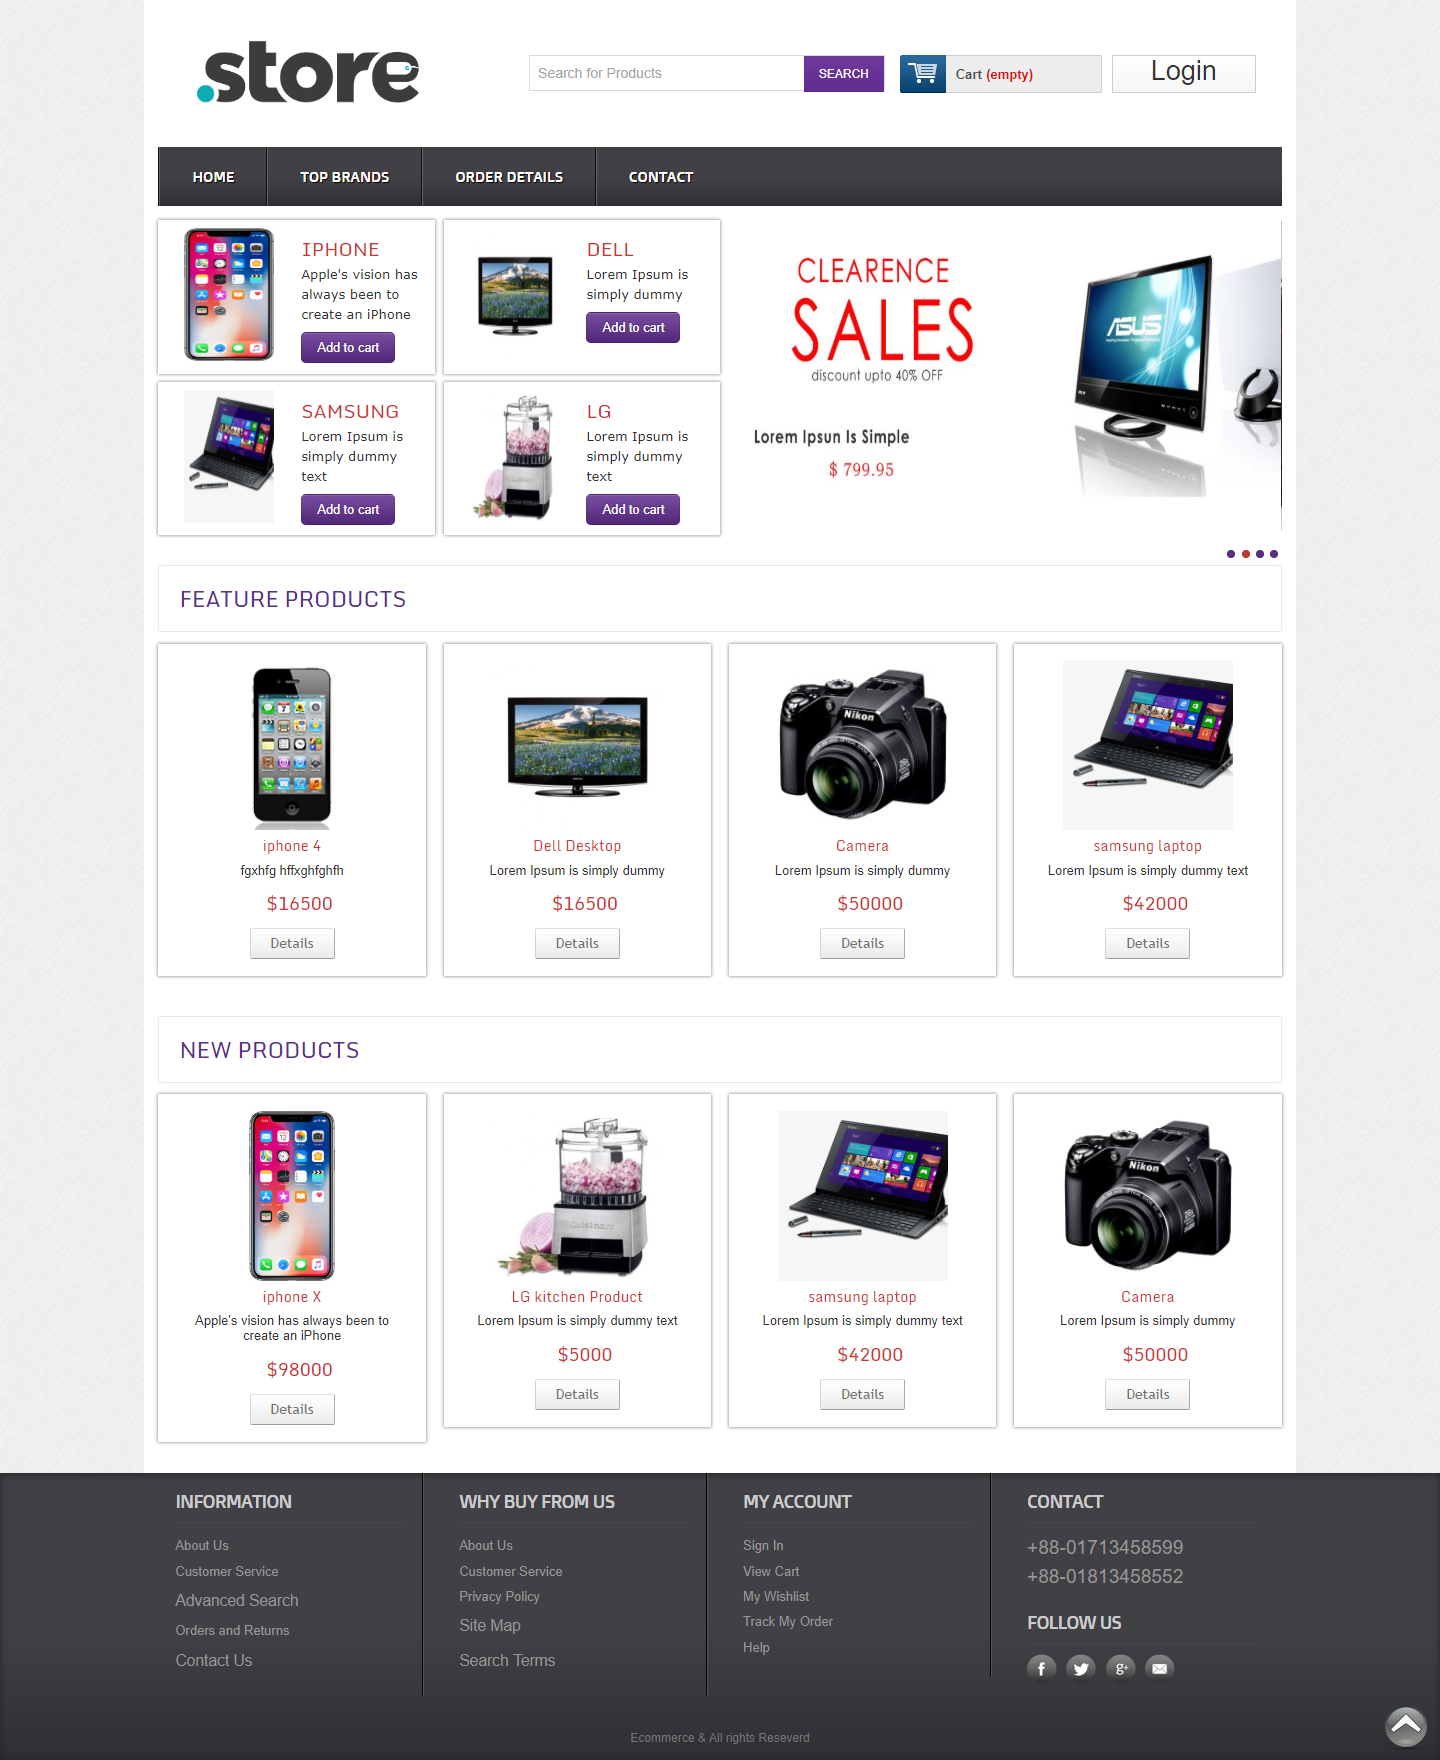 .store
Search for Products
SEARCH
Cart (empty)
Login
HOME
TOP BRANDS
ORDER DETAILS
CONTACT
IPHONE
Apple's vision has
always been to
create an iPhone
Add to cart
DELL
Lorem Ipsum is
simply dummy
Add to cart
SAMSUNG
Lorem Ipsum is
simply dummy
text
Add to cart
LG
Lorem Ipsum is
simply dummy
text
Add to cart
CLEARENCE
SALES
discount upto 40% OFF
Lorem Ipsun Is Simple
$ 799.95
ASUS
FEATURE PRODUCTS
iphone 4
fgxhfg hffxghfghfh
$16500
Details
Dell Desktop
Lorem Ipsum is simply dummy
$16500
Details
Nikon
Camera
Lorem Ipsum is simply dummy
$50000
Details
samsung laptop
Lorem Ipsum is simply dummy text
$42000
Details
NEW PRODUCTS
iphone X
Apple's vision has always been to
create an iPhone
$98000
Details
Cuisinart
LG kitchen Product
Lorem Ipsum is simply dummy text
$5000
Details
samsung laptop
Lorem Ipsum is simply dummy text
$42000
Details
Nikon
Camera
Lorem Ipsum is simply dummy
$50000
Details
INFORMATION
About Us
Customer Service
Advanced Search
Orders and Returns
Contact Us
WHY BUY FROM US
About Us
Customer Service
Privacy Policy
Site Map
Search Terms
MY ACCOUNT
Sign In
View Cart
My Wishlist
Track My Order
Help
CONTACT
+88-01713458599
+88-01813458552
FOLLOW US
Ecommerce & All rights Reseverd